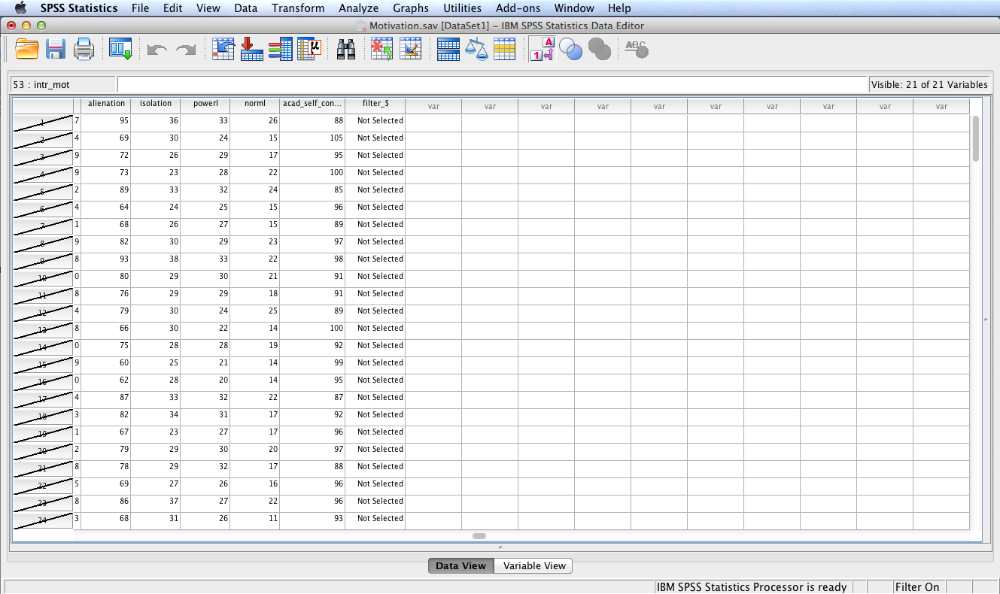 SPSS Statistics File Edit View Data Transform Analyze Graphs Utilities Add-ons Window Help
Motivation.sav [DataSet1] – IBM SPSS Statistics Data Editor
53 : intr_mot Visible: 21 of 21 Variables
alienation isolation powerl norml acad_self_con... filter_$ var var var var var var var var var var
1 7 95 36 33 26 88 Not Selected
2 4 69 30 24 15 105 Not Selected
3 9 72 26 29 17 95 Not Selected
4 9 73 23 28 22 100 Not Selected
5 2 89 33 32 24 85 Not Selected
6 4 64 24 25 15 96 Not Selected
7 1 68 26 27 15 89 Not Selected
8 9 82 30 29 23 97 Not Selected
9 8 93 38 33 22 98 Not Selected
10 0 80 29 30 21 91 Not Selected
11 8 76 29 29 18 91 Not Selected
12 4 79 30 24 25 89 Not Selected
13 8 66 30 22 14 100 Not Selected
14 0 75 28 28 19 92 Not Selected
15 9 60 25 21 14 99 Not Selected
16 0 62 28 20 14 95 Not Selected
17 4 87 33 32 22 87 Not Selected
18 3 82 34 31 17 92 Not Selected
19 1 67 23 27 17 96 Not Selected
20 2 79 29 30 20 97 Not Selected
21 8 78 29 32 17 88 Not Selected
22 5 69 27 26 16 96 Not Selected
23 8 86 37 27 22 96 Not Selected
24 3 68 31 26 11 93 Not Selected
Data View Variable View
IBM SPSS Statistics Processor is ready Filter On